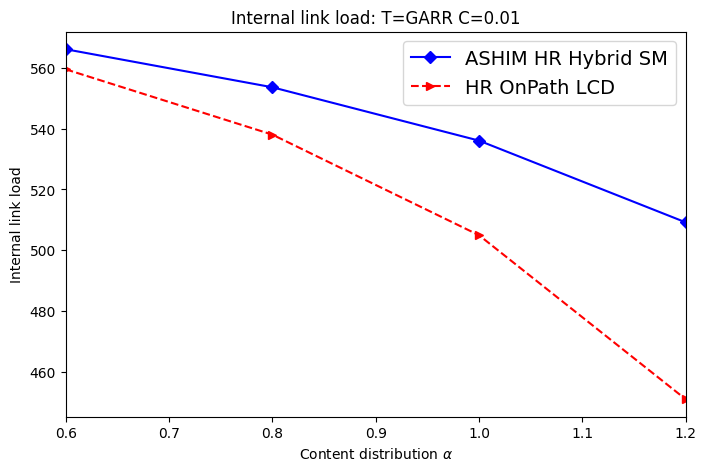 Internal link load: T=GARR C=0.01
ASHIM HR Hybrid SM
HR OnPath LCD
Internal link load
560
540
520
500
480
460
0.6 0.7 0.8 0.9 1.0 1.1 1.2
Content distribution α